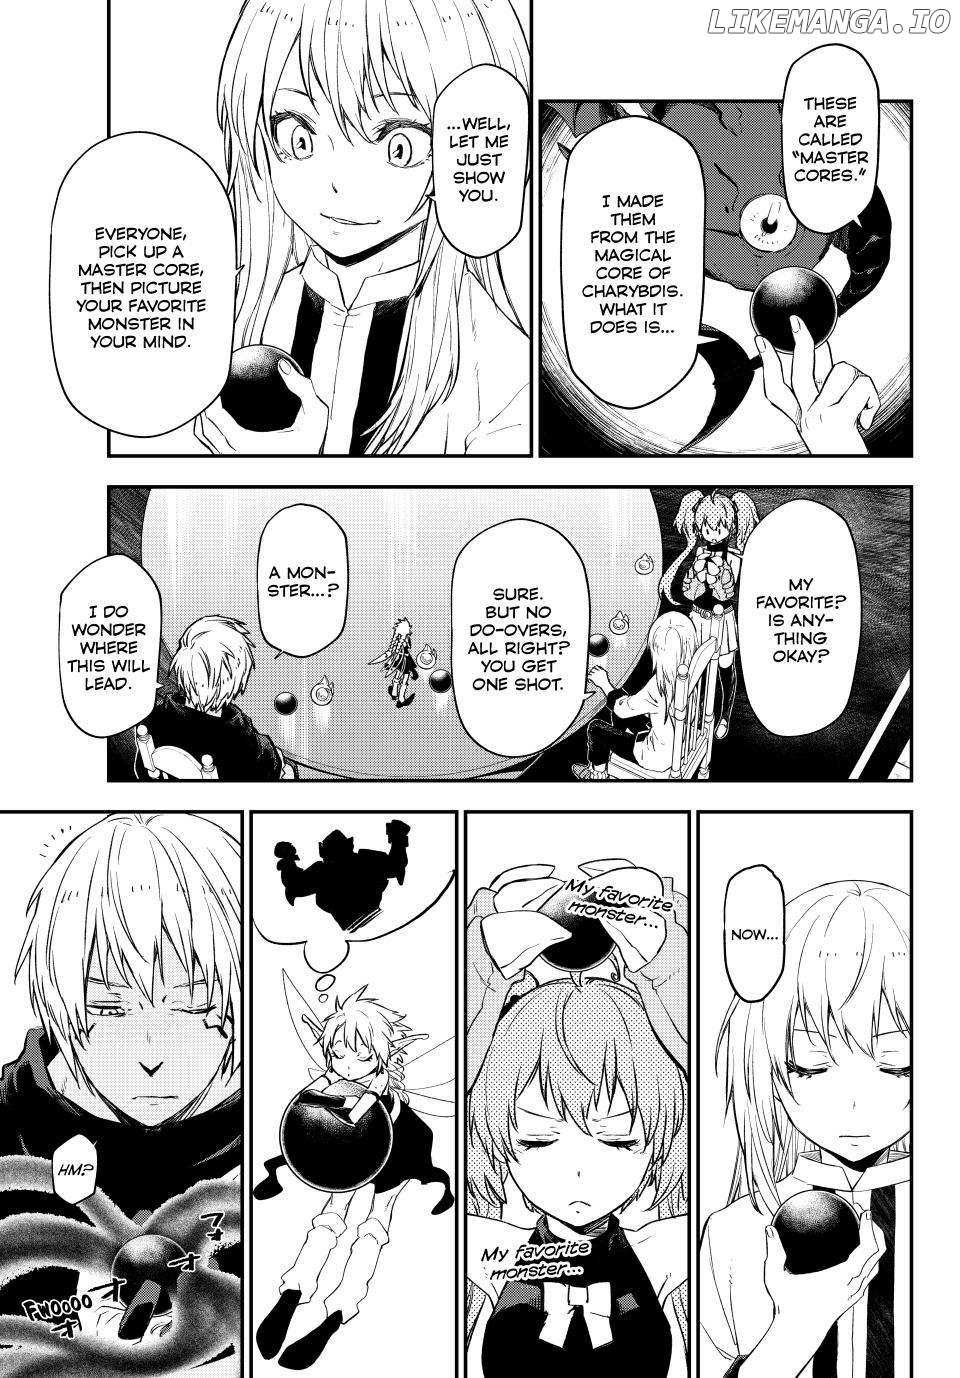 LIKEMANGA.IO
THESE
ARE
CALLED
"MASTER
CORES."
I MADE
THEM
FROM THE
MAGICAL
CORE OF
CHARYBDIS.
WHAT IT
DOES IS...
...WELL,
LET ME
JUST
SHOW
YOU.
EVERYONE,
PICK UP A
MASTER CORE,
THEN PICTURE
YOUR FAVORITE
MONSTER IN
YOUR MIND.
MY
FAVORITE?
IS ANY-
THING
OKAY?
SURE.
BUT NO
DO-OVERS,
ALL RIGHT?
YOU GET
ONE SHOT.
A MON-
STER...?
I DO
WONDER
WHERE
THIS WILL
LEAD.
NOW...
My favorite
monster...
My favorite
monster...
HM?
FWOOOO
フォオオオ